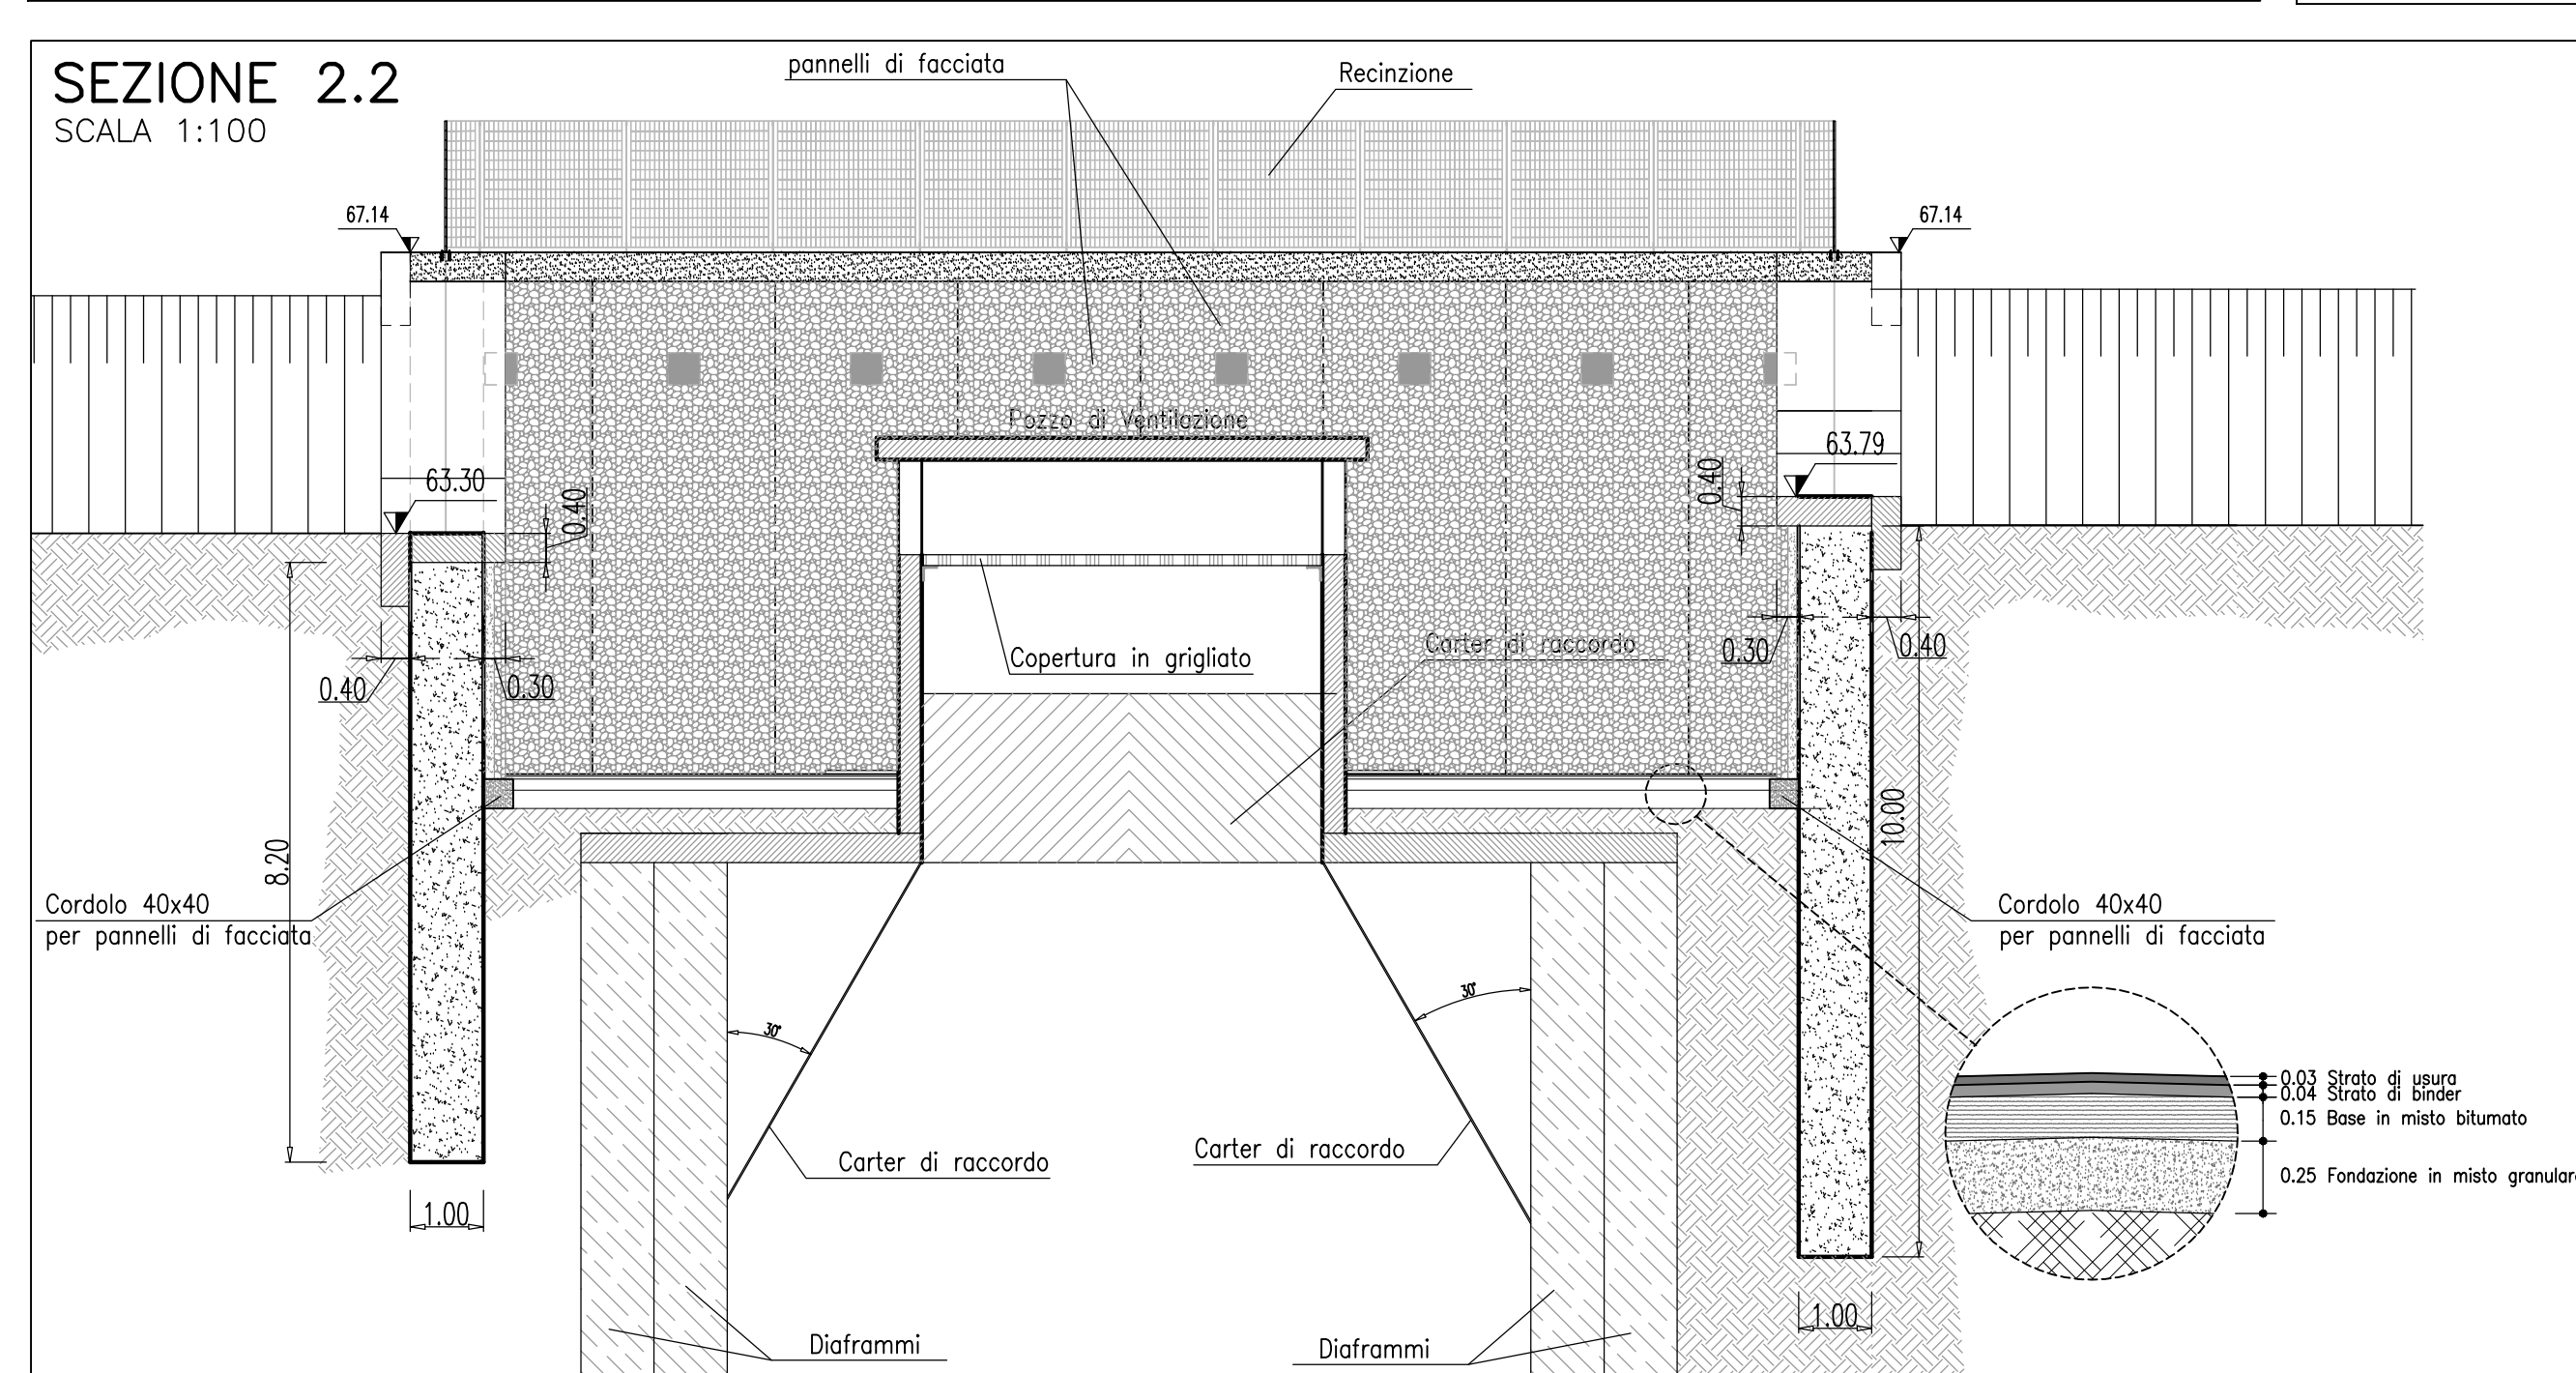 SEZIONE 2.2
SCALA 1:100
pannelli di facciata
Recinzione
67.14
67.14
Pozzo di Ventilazione
63.30
0.40
0.40
63.79
Copertura in grigliato
Carter di raccordo
0.40
0.30
0.30
0.40
8.20
10.00
Cordolo 40x40
per pannelli di facciata
Cordolo 40x40
per pannelli di facciata
30°
30°
0.03 Strato di usura
0.04 Strato di binder
0.15 Base in misto bitumato
0.25 Fondazione in misto granulare
Carter di raccordo
Carter di raccordo
1.00
1.00
Diaframmi
Diaframmi